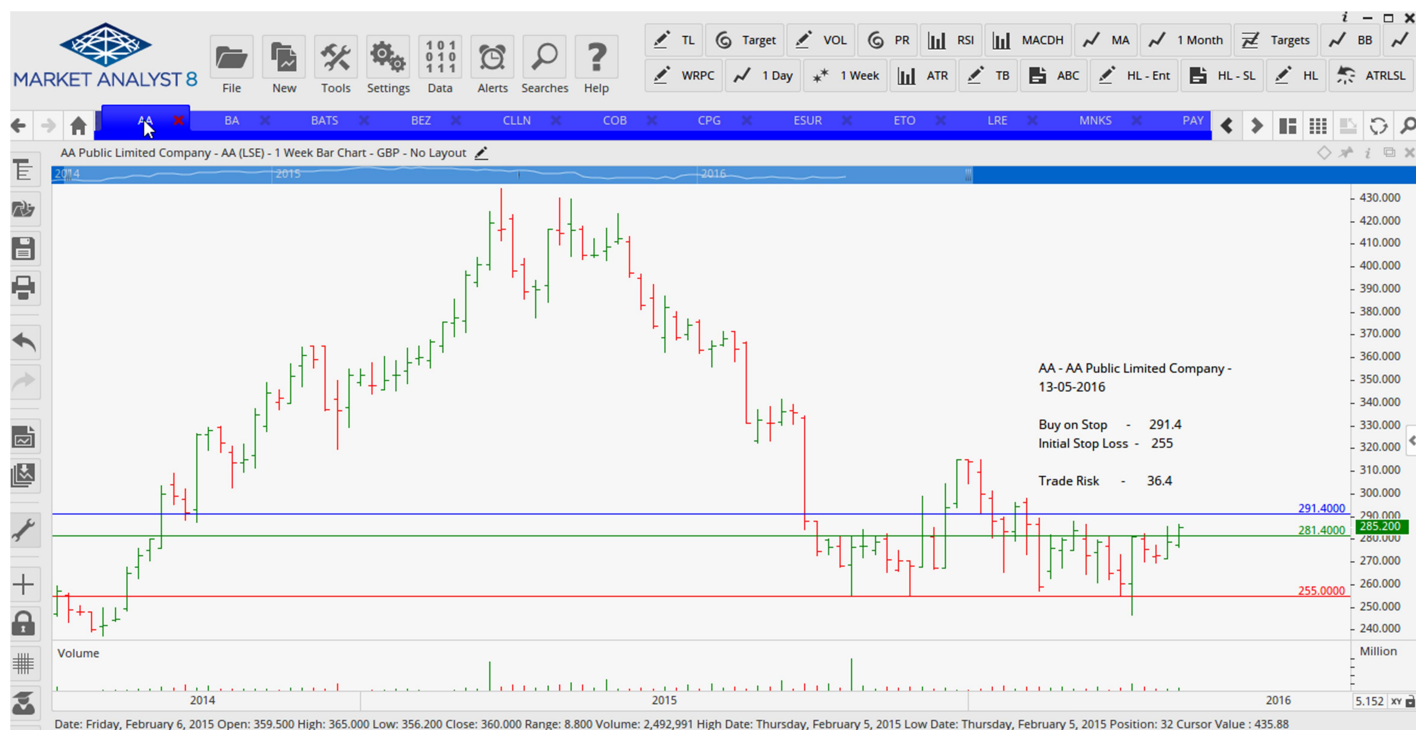 MARKET ANALYST 8
File
New
Tools
Settings
101
010
111
Data
Alerts
Searches
?
Help
TL
Target
VOL
PR
RSI
MACDH
MA
1 Month
Targets
BB
WRPC
1 Day
1 Week
ATR
TB
ABC
HL - Ent
HL - SL
HL
ATRLSL
AA BA BATS BEZ CLLN COB CPG ESUR ETO LRE MNKS PAY
AA Public Limited Company - AA (LSE) - 1 Week Bar Chart - GBP - No Layout
2014 2015 2016
430.000
420.000
410.000
400.000
390.000
380.000
370.000
360.000
350.000
340.000
330.000
320.000
310.000
300.000
290.000
285.200
280.000
270.000
260.000
250.000
240.000
AA - AA Public Limited Company -
13-05-2016
Buy on Stop - 291.4
Initial Stop Loss - 255
Trade Risk - 36.4
291.4000
281.4000
255.0000
Volume
Million
2014 2015 2016
5.152 XY
Date: Friday, February 6, 2015 Open: 359.500 High: 365.000 Low: 356.200 Close: 360.000 Range: 8.800 Volume: 2,492,991 High Date: Thursday, February 5, 2015 Low Date: Thursday, February 5, 2015 Position: 32 Cursor Value : 435.88